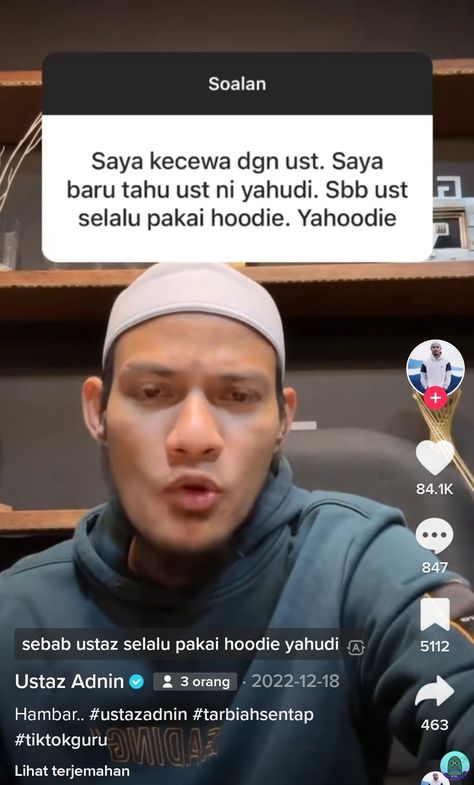 Soalan
Saya kecewa dgn ust. Saya
baru tahu ust ni yahudi. Sbb ust
selalu pakai hoodie. Yahoodie
84.1K
847
5112
463
sebab ustaz selalu pakai hoodie yahudi
Ustaz Adnin 3 orang · 2022-12-18
Hambar.. #ustazadnin #tarbiahsentap
#tiktokguru
Lihat terjemahan